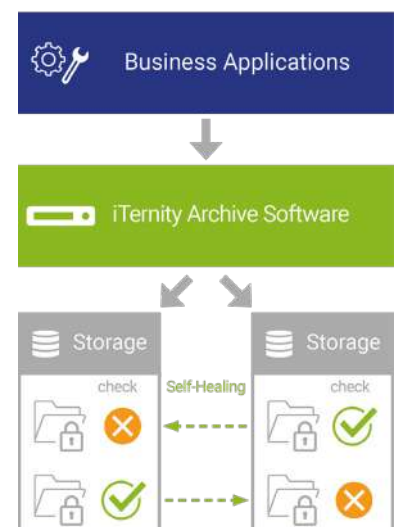 Business Applications
iTernity Archive Software
Storage
Storage
check
Self-Healing
check